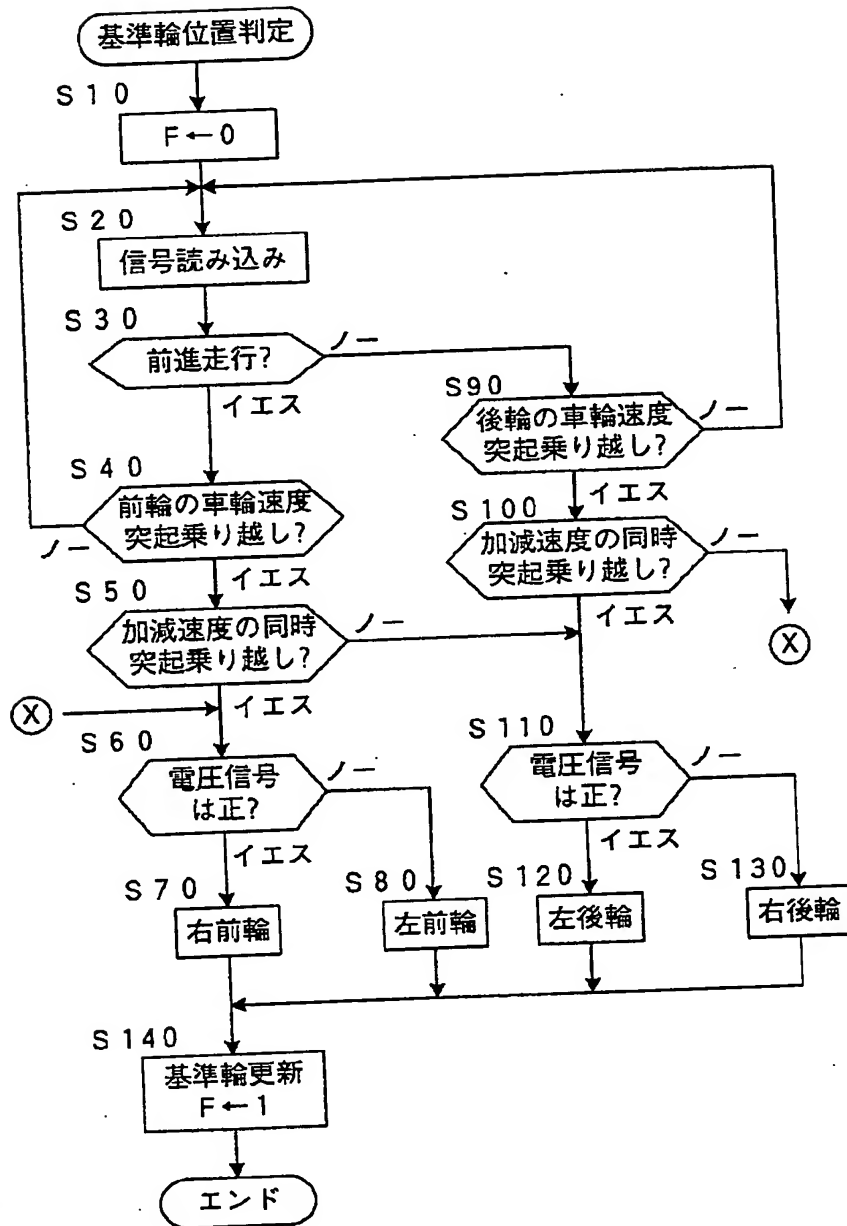 基準輪位置判定
S10
F←0
S20
信号読み込み
S30
前進走行?
ノー
イエス
S90
後輪の車輪速度
突起乗り越し?
ノー
イエス
S40
前輪の車輪速度
突起乗り越し?
ノー
イエス
S100
加減速度の同時
突起乗り越し?
ノー
イエス
X
S50
加減速度の同時
突起乗り越し?
ノー
イエス
X
S60
電圧信号
は正?
ノー
イエス
S110
電圧信号
は正?
ノー
イエス
S70
右前輪
S80
左前輪
S120
左後輪
S130
右後輪
S140
基準輪更新
F←1
エンド